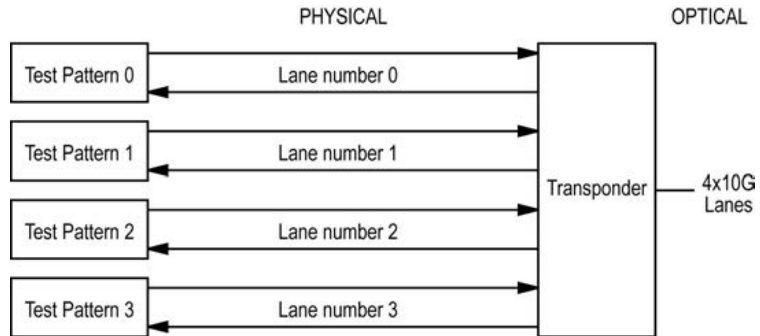 PHYSICAL
OPTICAL
Test Pattern 0
Lane number 0
Test Pattern 1
Lane number 1
Transponder
4x10G
Lanes
Test Pattern 2
Lane number 2
Test Pattern 3
Lane number 3